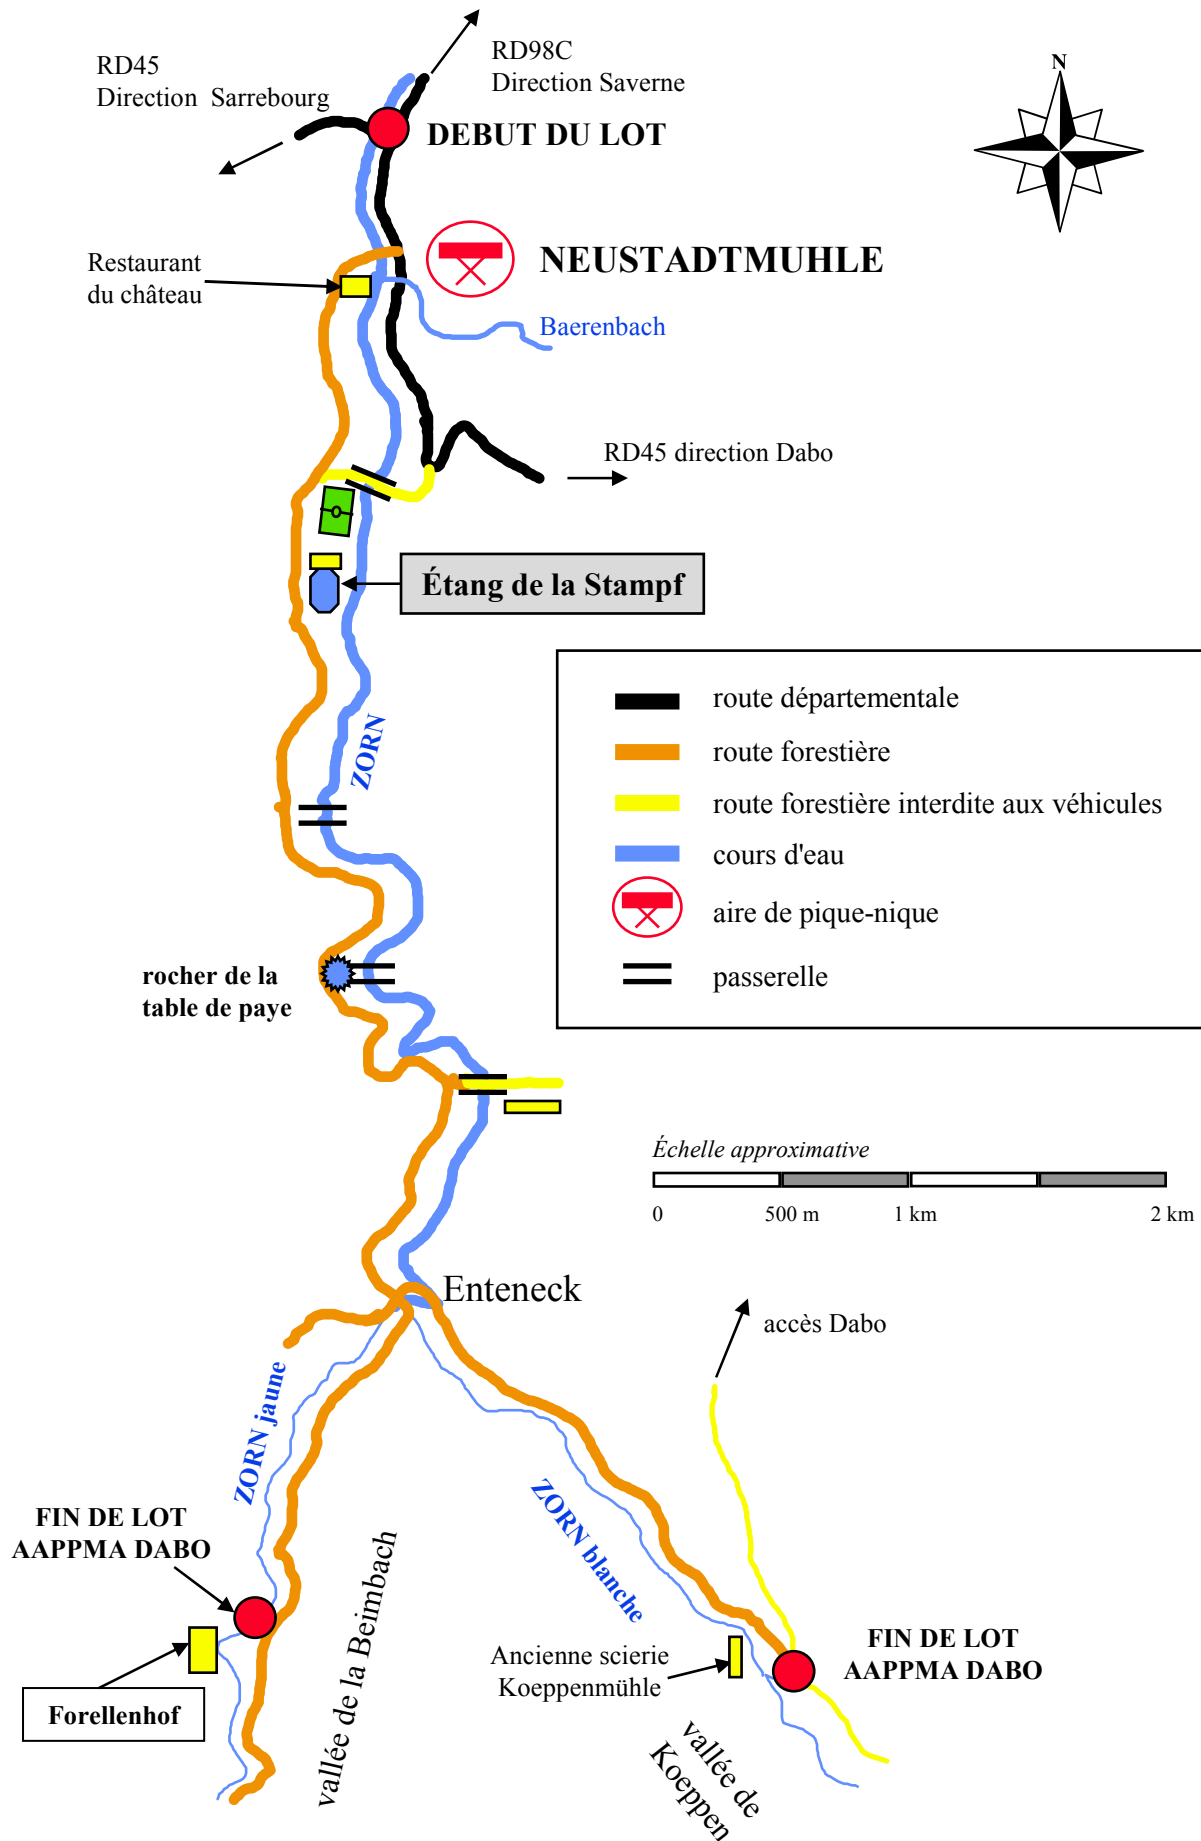 RD98C
Direction Saverne
RD45
Direction Sarrebourg
N
DEBUT DU LOT
NEUSTADTMUHLE
Restaurant
du château
Baerenbach
RD45 direction Dabo
Étang de la Stampf
ZORN
route départementale
route forestière
route forestière interdite aux véhicules
cours d'eau
aire de pique-nique
passerelle
rocher de la
table de paye
Échelle approximative
0 500 m 1 km 2 km
Enteneck
accès Dabo
ZORN jaune
ZORN blanche
FIN DE LOT
AAPPMA DABO
vallée de la Beimbach
Forellenhof
Ancienne scierie
Koeppenmühle
FIN DE LOT
AAPPMA DABO
vallée de
Koeppen